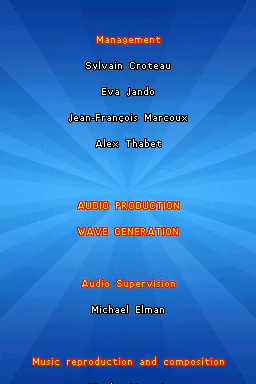 Management
Sylvain Croteau
Eva Jando
Jean-François Marcoux
Alex Thabet
AUDIO PRODUCTION
WAVE GENERATION
Audio Supervision
Michael Elman
Music reproduction and composition